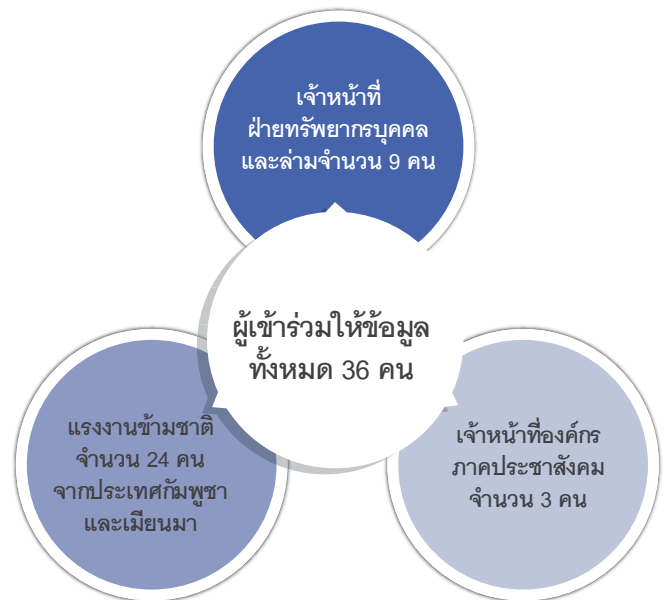 เจ้าหน้าที่
ฝ่ายทรัพยากรบุคคล
และล่ามจำนวน 9 คน
ผู้เข้าร่วมให้ข้อมูล
ทั้งหมด 36 คน
แรงงานข้ามชาติ
จำนวน 24 คน
จากประเทศกัมพูชา
และเมียนมา
เจ้าหน้าที่องค์กร
ภาคประชาสังคม
จำนวน 3 คน